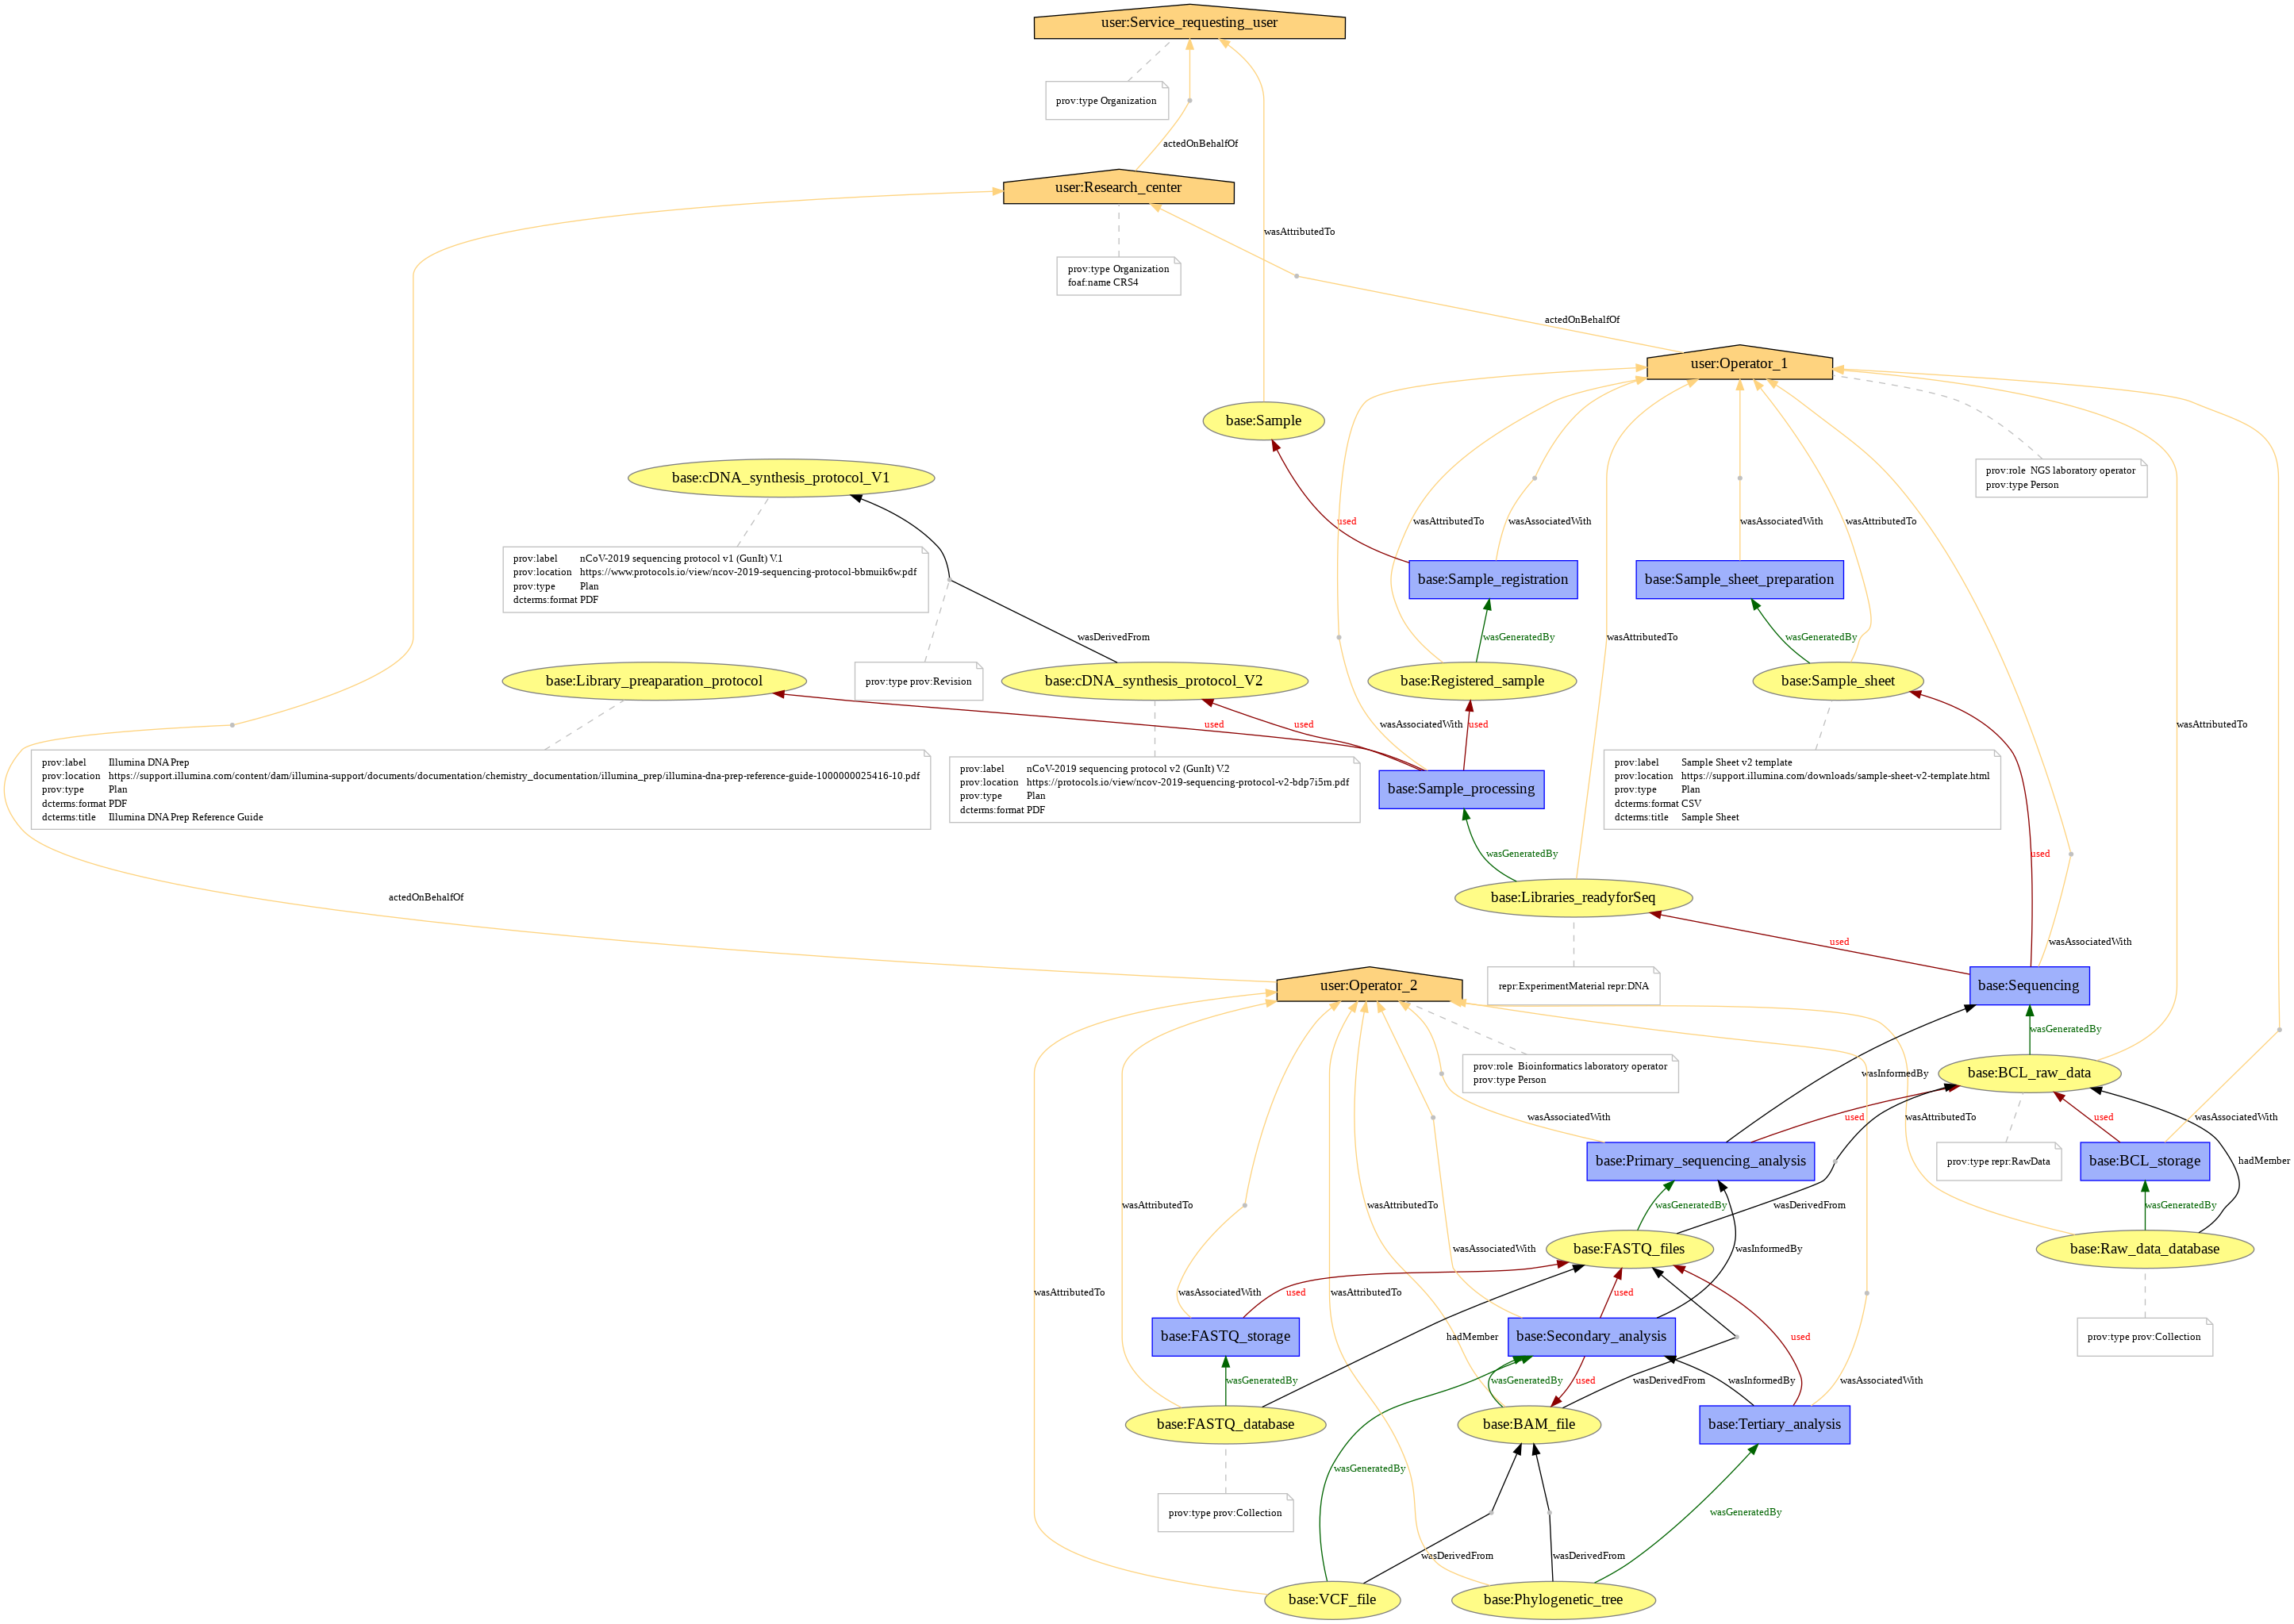 user:Service_requesting_user
prov:type Organization
actedOnBehalfOf
user:Research_center
wasAttributedTo
prov:type Organization
foaf:name CRS4
actedOnBehalfOf
user:Operator_1
base:Sample
prov:role NGS laboratory operator
prov:type Person
base:cDNA_synthesis_protocol_V1
used
wasAttributedTo
wasAssociatedWith
wasAssociatedWith
wasAttributedTo
prov:label nCoV-2019 sequencing protocol v1 (GunIt) V.1
prov:location https://www.protocols.io/view/ncov-2019-sequencing-protocol-bbmuik6w.pdf
prov:type Plan
dcterms:format PDF
base:Sample_registration
base:Sample_sheet_preparation
wasDerivedFrom
wasGeneratedBy
wasAttributedTo
wasGeneratedBy
base:Library_preaparation_protocol
prov:type prov:Revision
base:cDNA_synthesis_protocol_V2
base:Registered_sample
base:Sample_sheet
used
used
wasAssociatedWith
used
wasAttributedTo
prov:label Illumina DNA Prep
prov:location https://support.illumina.com/content/dam/illumina-support/documents/documentation/chemistry_documentation/illumina_prep/illumina-dna-prep-reference-guide-1000000025416-10.pdf
prov:type Plan
dcterms:format PDF
dcterms:title Illumina DNA Prep Reference Guide
prov:label nCoV-2019 sequencing protocol v2 (GunIt) V.2
prov:location https://protocols.io/view/ncov-2019-sequencing-protocol-v2-bdp7i5rn.pdf
prov:type Plan
dcterms:format PDF
base:Sample_processing
prov:label Sample Sheet v2 template
prov:location https://support.illumina.com/downloads/sample-sheet-v2-template.html
prov:type Plan
dcterms:format CSV
dcterms:title Sample Sheet
wasGeneratedBy
used
actedOnBehalfOf
base:Libraries_readyforSeq
used
wasAssociatedWith
user:Operator_2
repr:ExperimentMaterial repr:DNA
base:Sequencing
wasGeneratedBy
prov:role Bioinformatics laboratory operator
prov:type Person
wasInformedBy
base:BCL_raw_data
wasAssociatedWith
used
wasAttributedTo
used
wasAssociatedWith
base:Primary_sequencing_analysis
prov:type repr:RawData
base:BCL_storage
hadMember
wasAttributedTo
wasAttributedTo
wasGeneratedBy
wasDerivedFrom
wasGeneratedBy
base:FASTQ_files
wasAssociatedWith
wasInformedBy
base:Raw_data_database
wasAttributedTo
wasAssociatedWith
used
wasAttributedTo
used
base:FASTQ_storage
hadMember
base:Secondary_analysis
used
prov:type prov:Collection
wasGeneratedBy
wasGeneratedBy
used
wasDerivedFrom
wasInformedBy
wasAssociatedWith
base:FASTQ_database
base:BAM_file
base:Tertiary_analysis
wasGeneratedBy
prov:type prov:Collection
wasGeneratedBy
wasDerivedFrom
wasDerivedFrom
base:VCF_file
base:Phylogenetic_tree